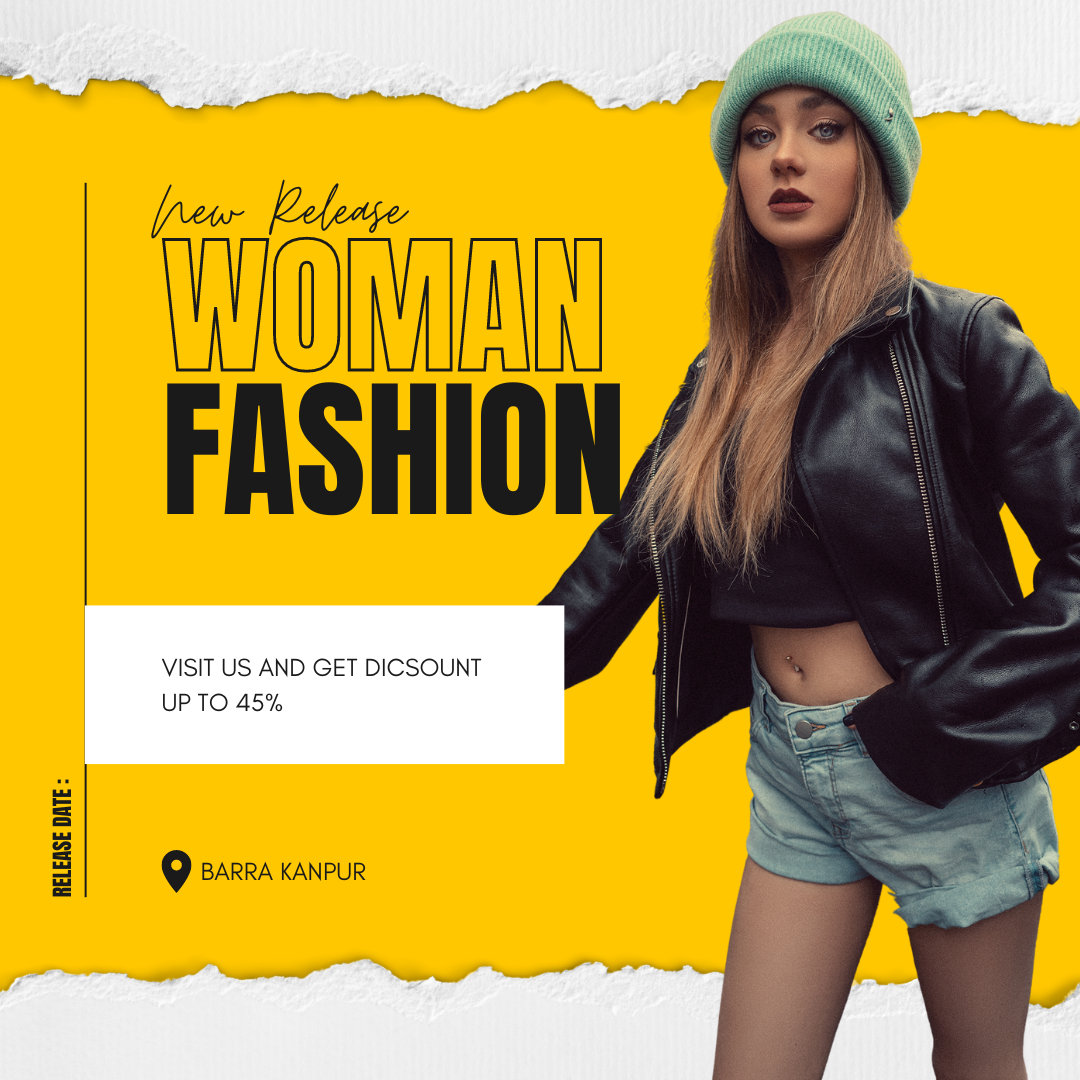 New Release
WOMAN
FASHION
VISIT US AND GET DICSOUNT
UP TO 45%
RELEASE DATE :
BARRA KANPUR